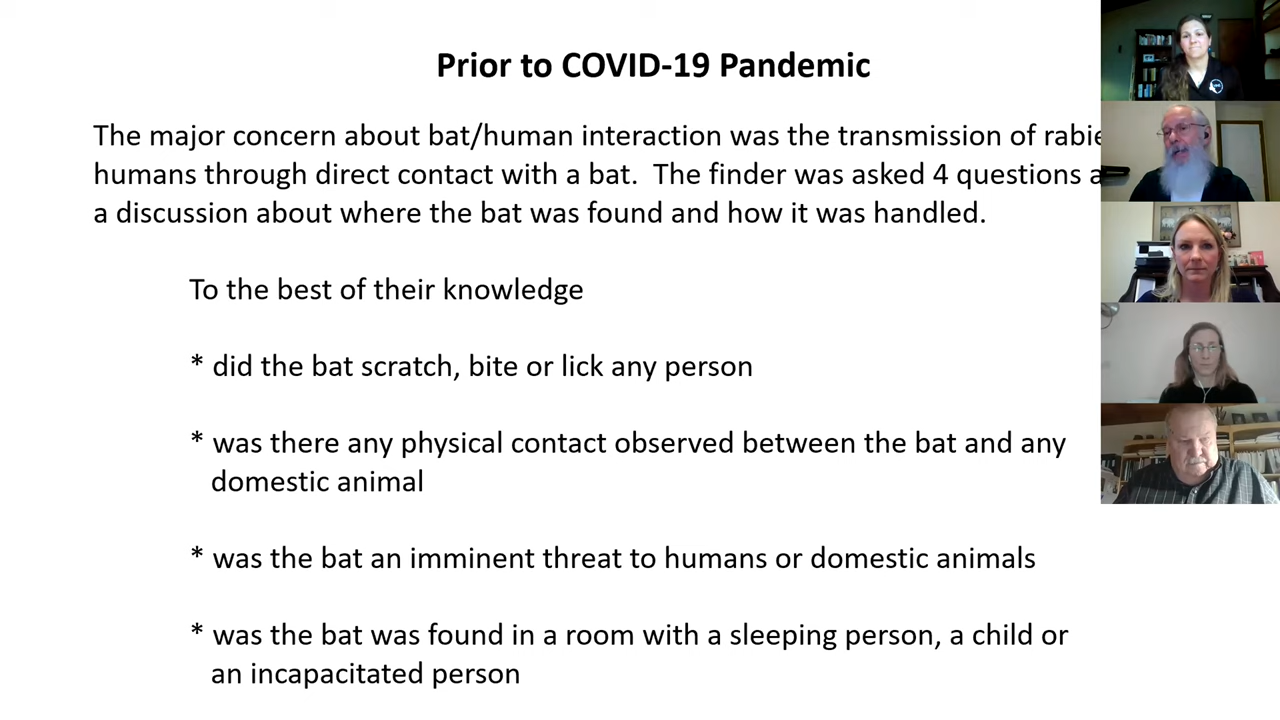 Prior to COVID-19 Pandemic
The major concern about bat/human interaction was the transmission of
humans through direct contact with a bat. The finder was asked 4 questions
a discussion about where the bat was found and how it was handled.
To the best of their knowledge
* did the bat scratch, bite or lick any person
* was there any physical contact observed between the bat and any
domestic animal
* was the bat an imminent threat to humans or domestic animals
* was the bat was found in a room with a sleeping person, a child or
an incapacitated person